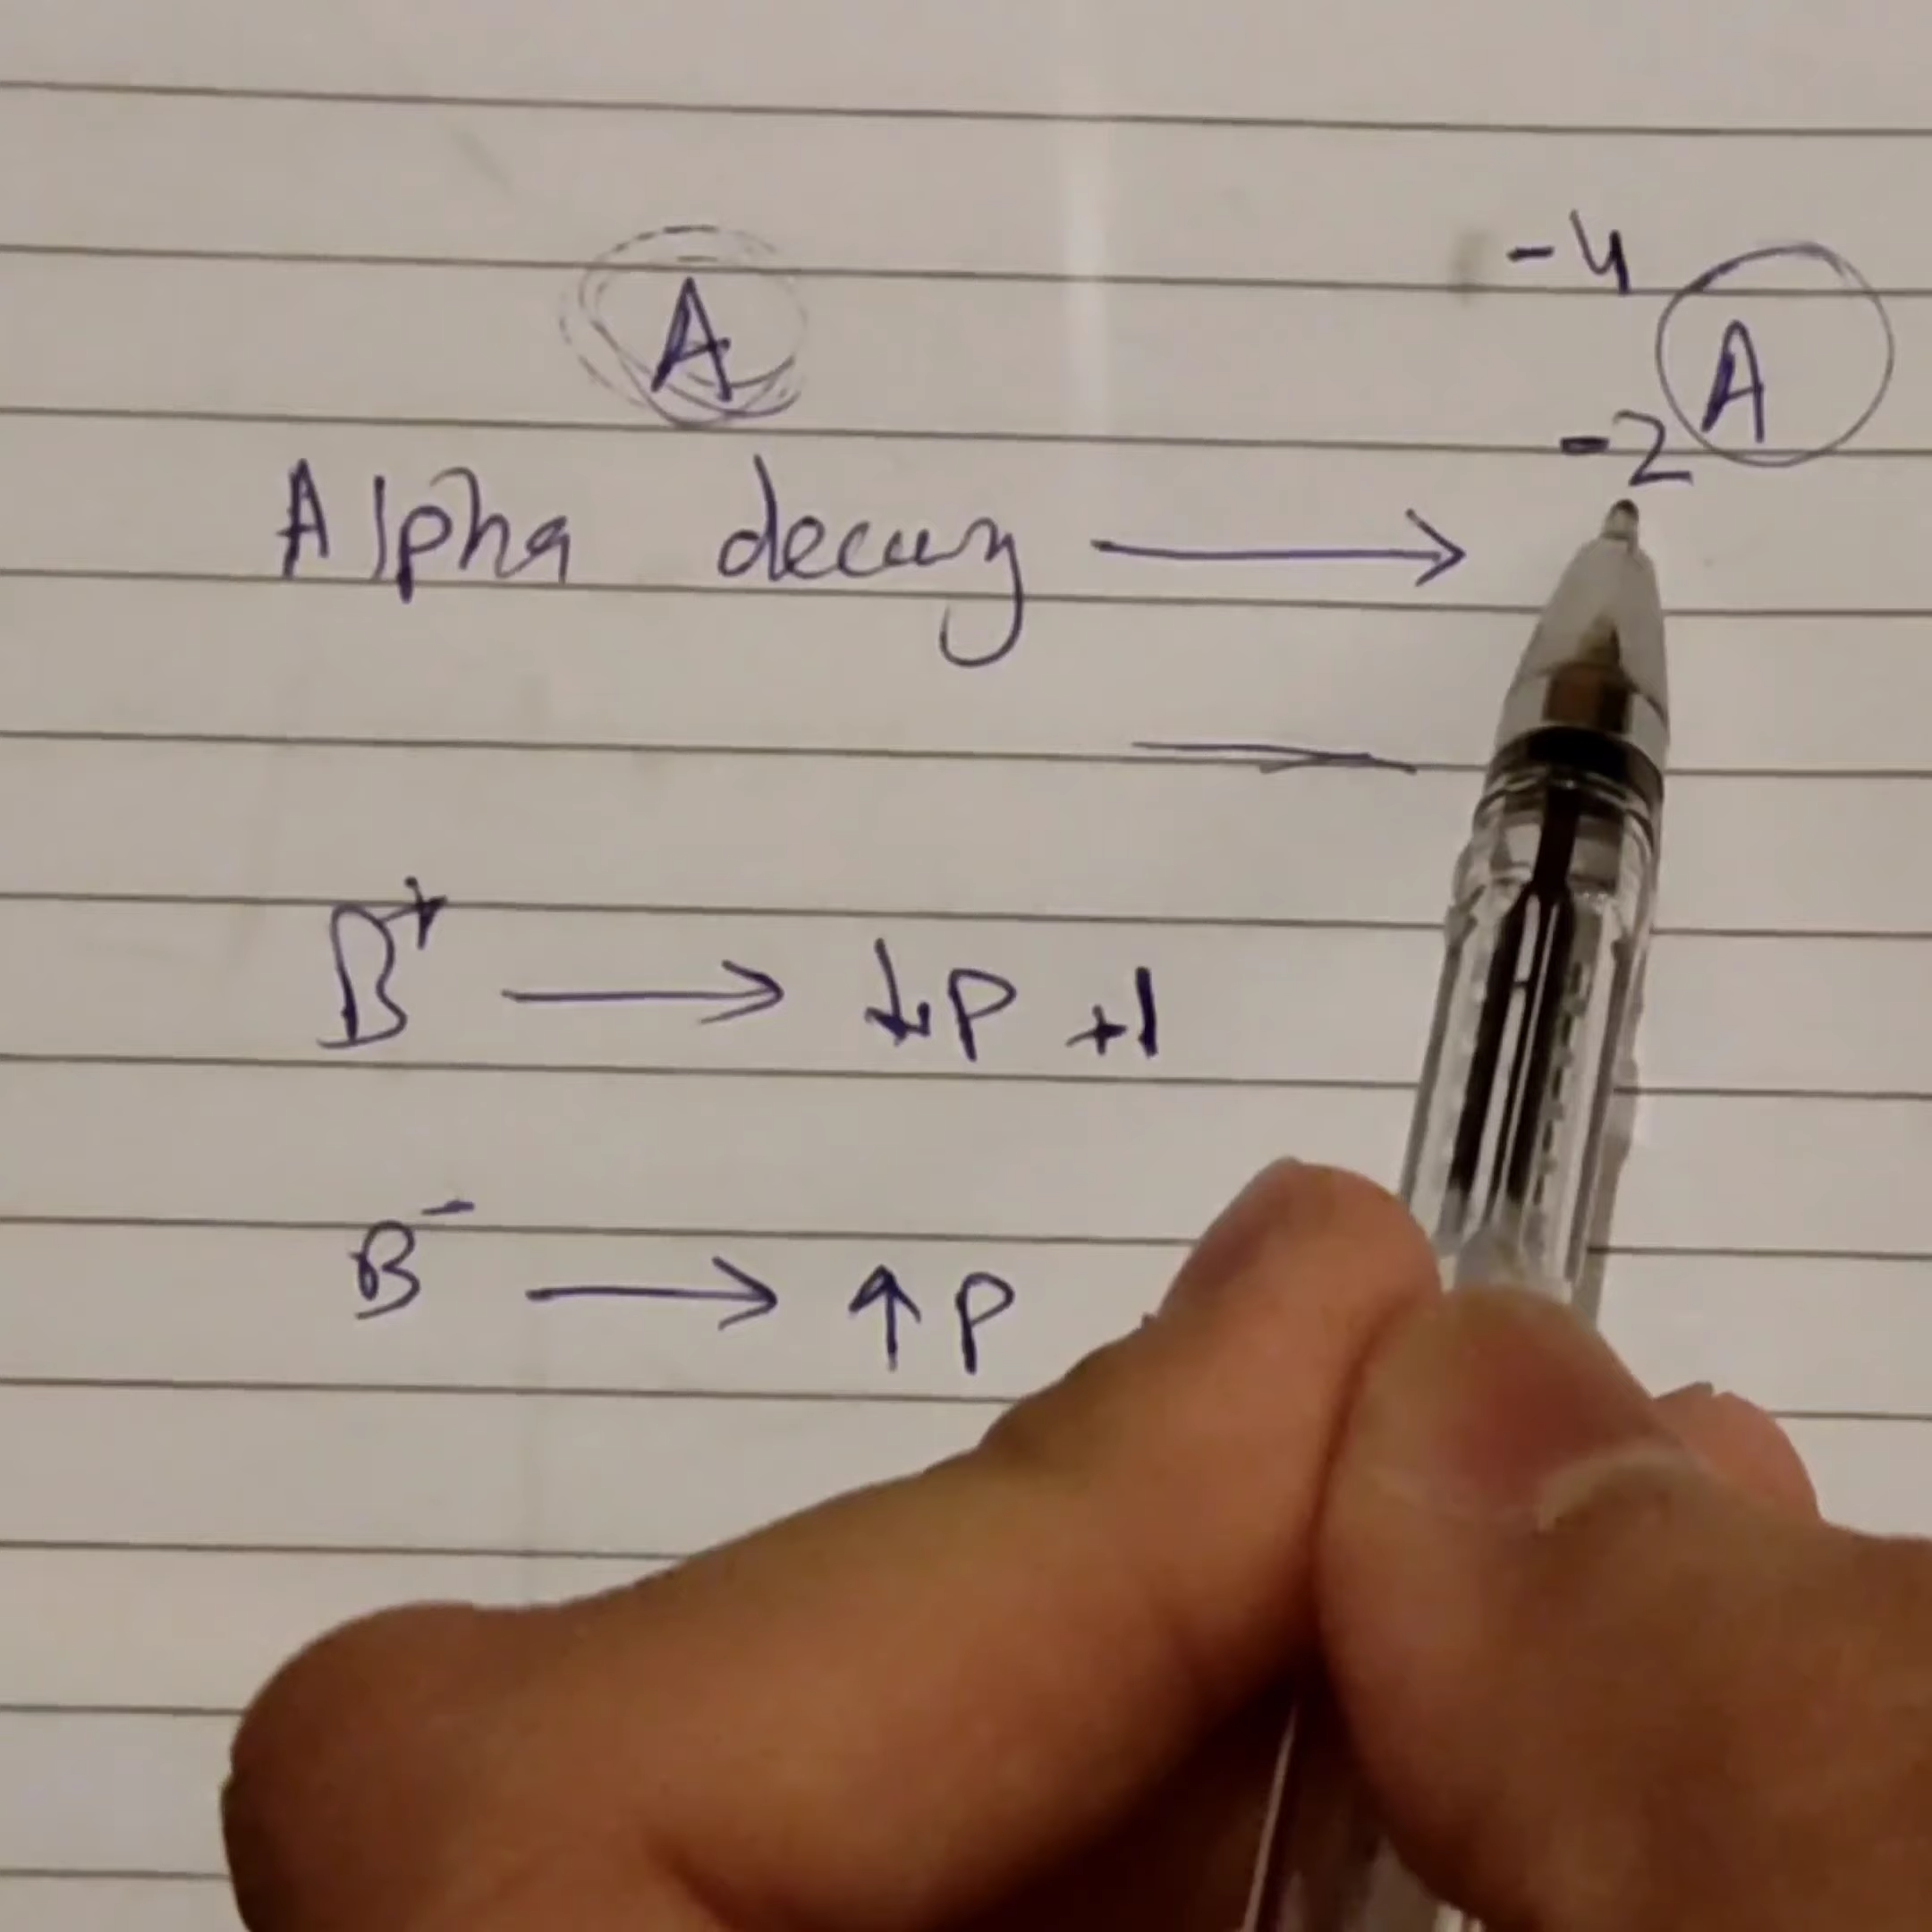 A
-4
A
-2
Alpha decay →
B⁺ → ↓P +1
B⁻ → ↑P